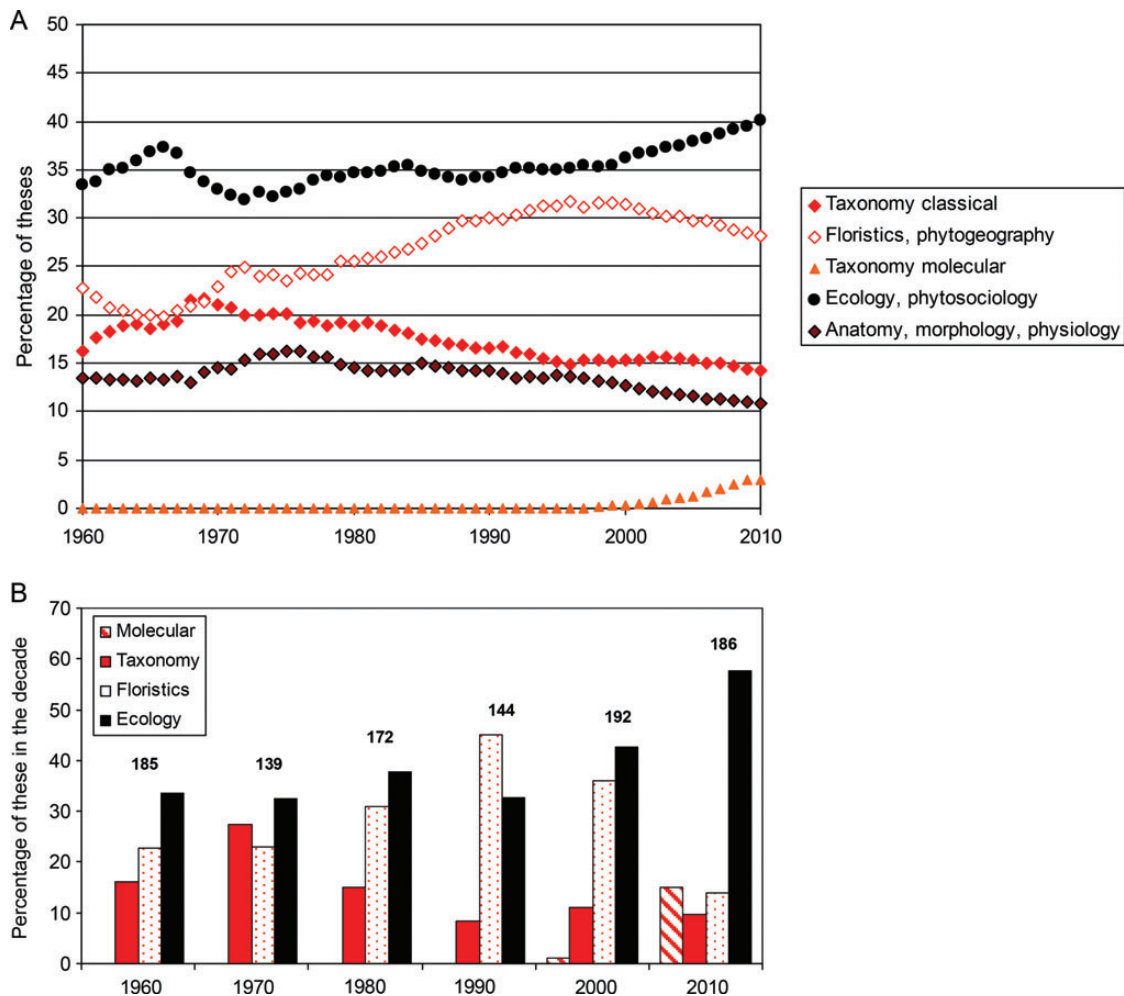 A
50
45
40
35
30
25
20
15
10
5
0
Percentage of theses
1960 1970 1980 1990 2000 2010
Taxonomy classical
Floristics, phytogeography
Taxonomy molecular
Ecology, phytosociology
Anatomy, morphology, physiology
B
70
60
50
40
30
20
10
0
Percentage of these in the decade
Molecular
Taxonomy
Floristics
Ecology
185 139 172 144 192 186
1960 1970 1980 1990 2000 2010